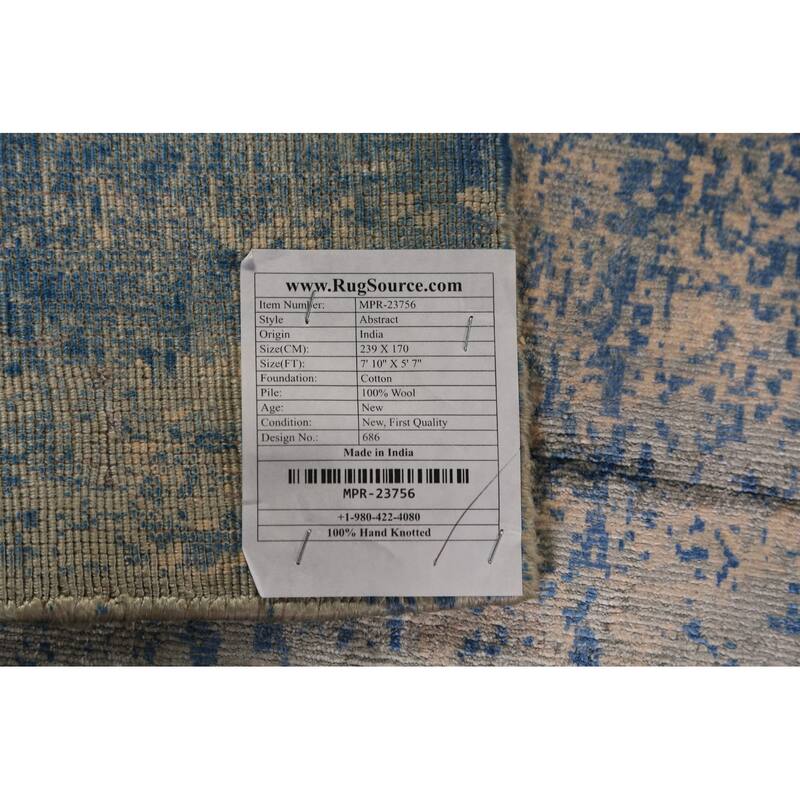 www.RugSource.com
Item Number: MPR-23756
Style Abstract
Origin India
Size(CM): 239 X 170
Size(FT): 7' 10" X 5' 7"
Foundation: Cotton
Pile: 100% Wool
Age: New
Condition: New, First Quality
Design No.: 686
Made in India
MPR-23756
+1-980-422-4080
100% Hand Knotted